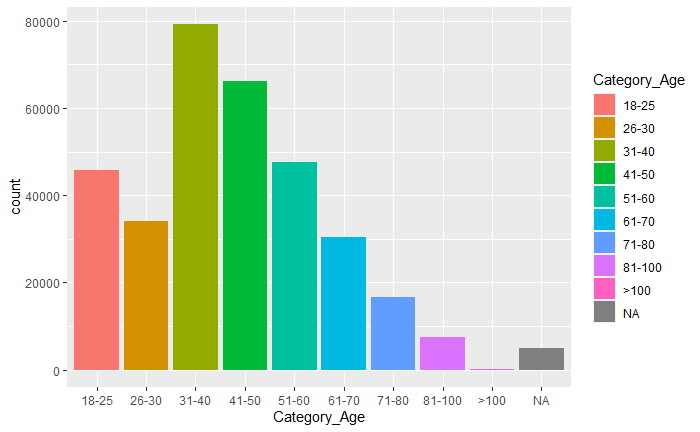 80000
60000
40000
20000
0
count
18-25 26-30 31-40 41-50 51-60 61-70 71-80 81-100 >100 NA
Category_Age
Category_Age
18-25
26-30
31-40
41-50
51-60
61-70
71-80
81-100
>100
NA